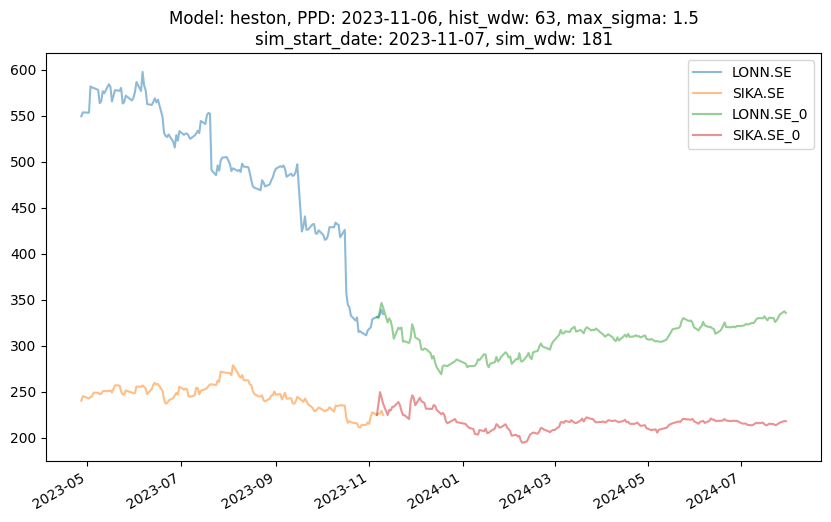 Model: heston, PPD: 2023-11-06, hist_wdw: 63, max_sigma: 1.5
sim_start_date: 2023-11-07, sim_wdw: 181
LONN.SE
SIKA.SE
LONN.SE_0
SIKA.SE_0
600
550
500
450
400
350
300
250
200
2023-05
2023-07
2023-09
2023-11
2024-01
2024-03
2024-05
2024-07